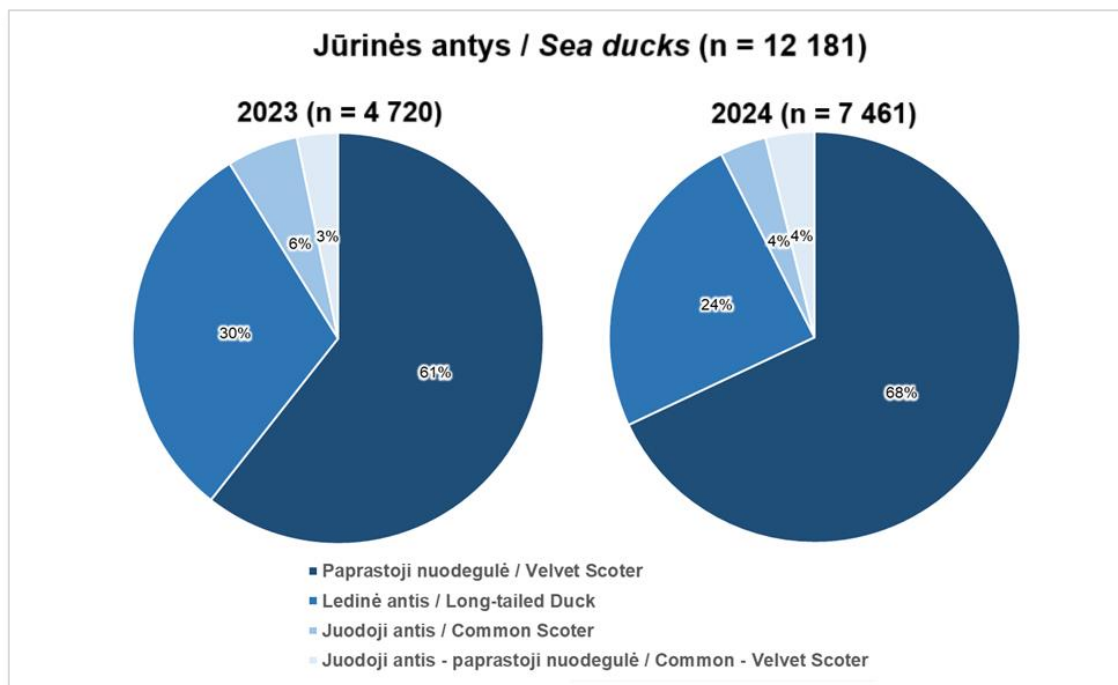 Jūrinės antys / Sea ducks (n = 12 181)
2023 (n = 4 720)
3%
6%
30%
61%
2024 (n = 7 461)
4%
4%
24%
68%
Paprastoji nuodegulė / Velvet Scoter
Ledinė antis / Long-tailed Duck
Juodoji antis / Common Scoter
Juodoji antis - paprastoji nuodegulė / Common - Velvet Scoter